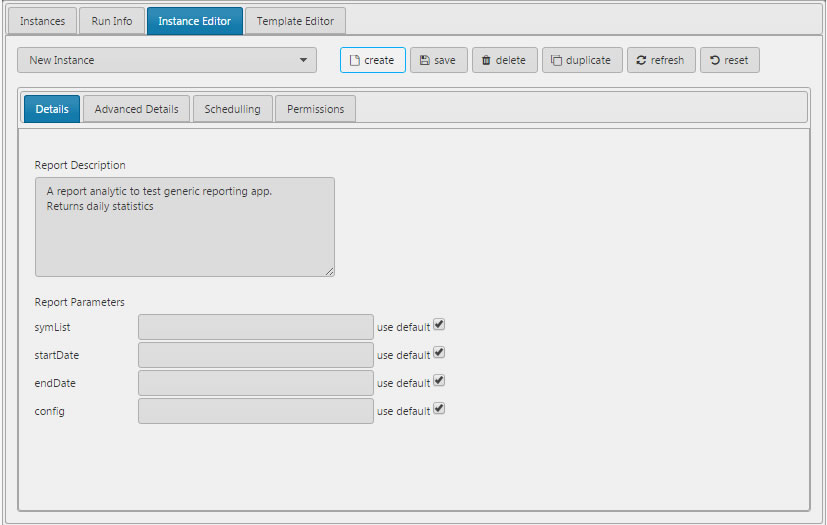 Instances Run Info Instance Editor Template Editor
New Instance create save delete duplicate refresh reset
Details Advanced Details Schedulling Permissions
Report Description
A report analytic to test generic reporting app.
Returns daily statistics
Report Parameters
symList use default
startDate use default
endDate use default
config use default